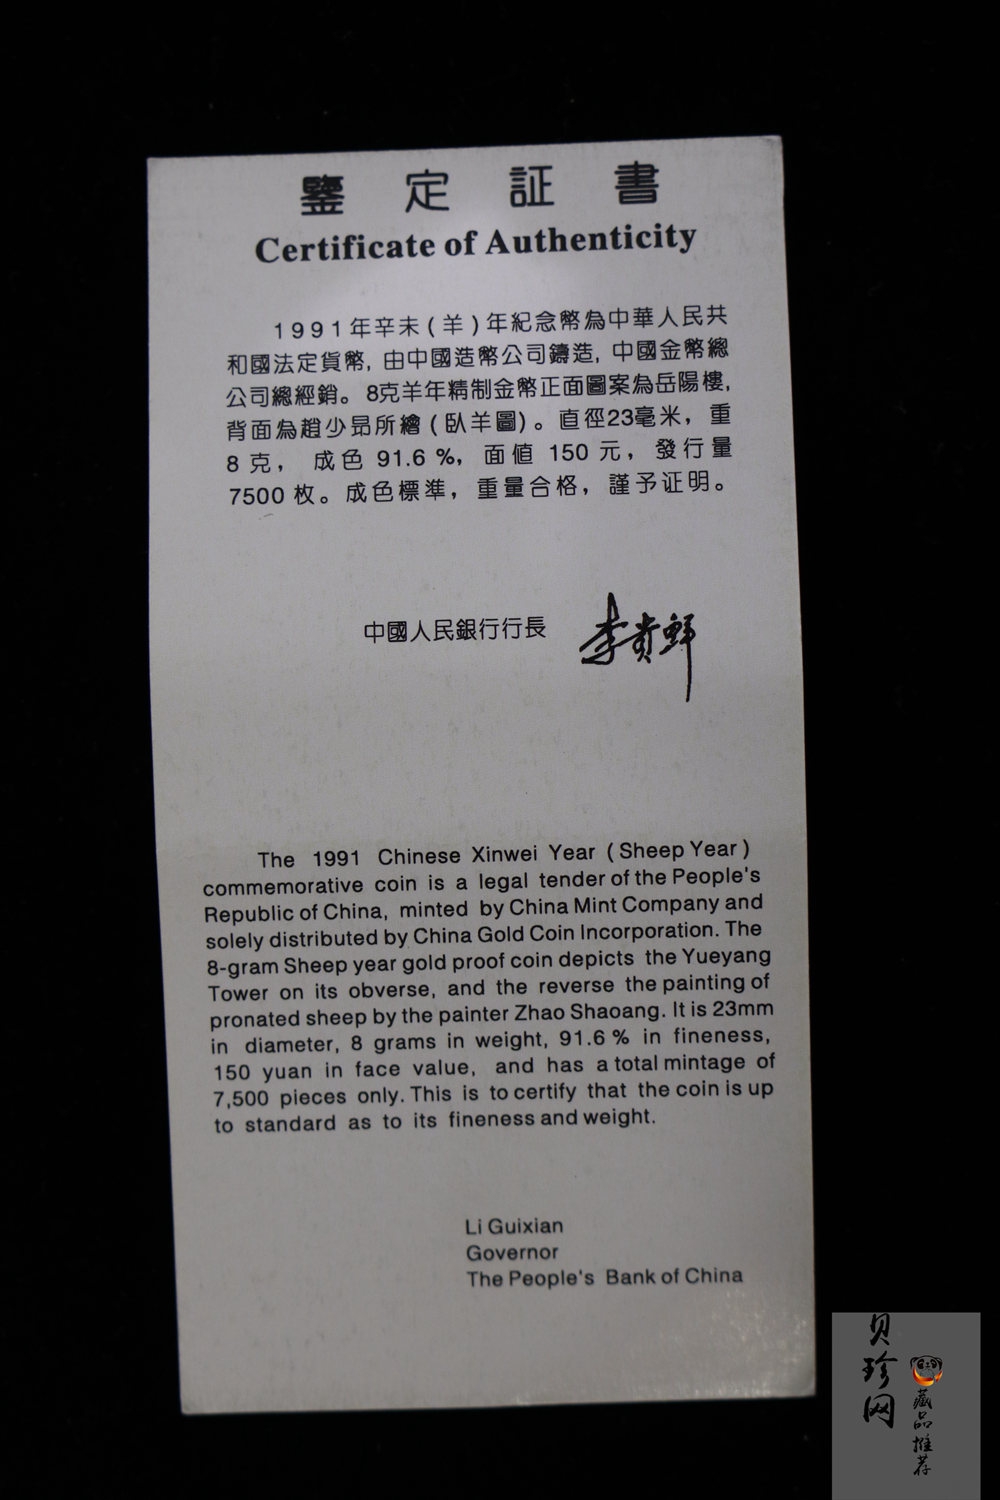 鑒定証書
Certificate of Authenticity
1991年辛未(羊)年紀念幣為中華人民共
和國法定貨幣, 由中國造幣公司鑄造, 中國金幣總
公司總經銷。8克羊年精制金幣正面圖案為岳陽樓,
背面為趙少昂所繪(臥羊圖)。直徑23毫米, 重
8克, 成色91.6%, 面值150元, 發行量
7500枚。成色標準, 重量合格, 謹予证明。
中國人民銀行行長 李貴鮮
The 1991 Chinese Xinwei Year (Sheep Year)
commemorative coin is a legal tender of the People's
Republic of China, minted by China Mint Company and
solely distributed by China Gold Coin Incorporation. The
8-gram Sheep year gold proof coin depicts the Yueyang
Tower on its obverse, and the reverse the painting of
pronated sheep by the painter Zhao Shaoang. It is 23mm
in diameter, 8 grams in weight, 91.6% in fineness,
150 yuan in face value, and has a total mintage of
7,500 pieces only. This is to certify that the coin is up
to standard as to its fineness and weight.
Li Guixian
Governor
The People's Bank of China
贝珍网
藏品推荐